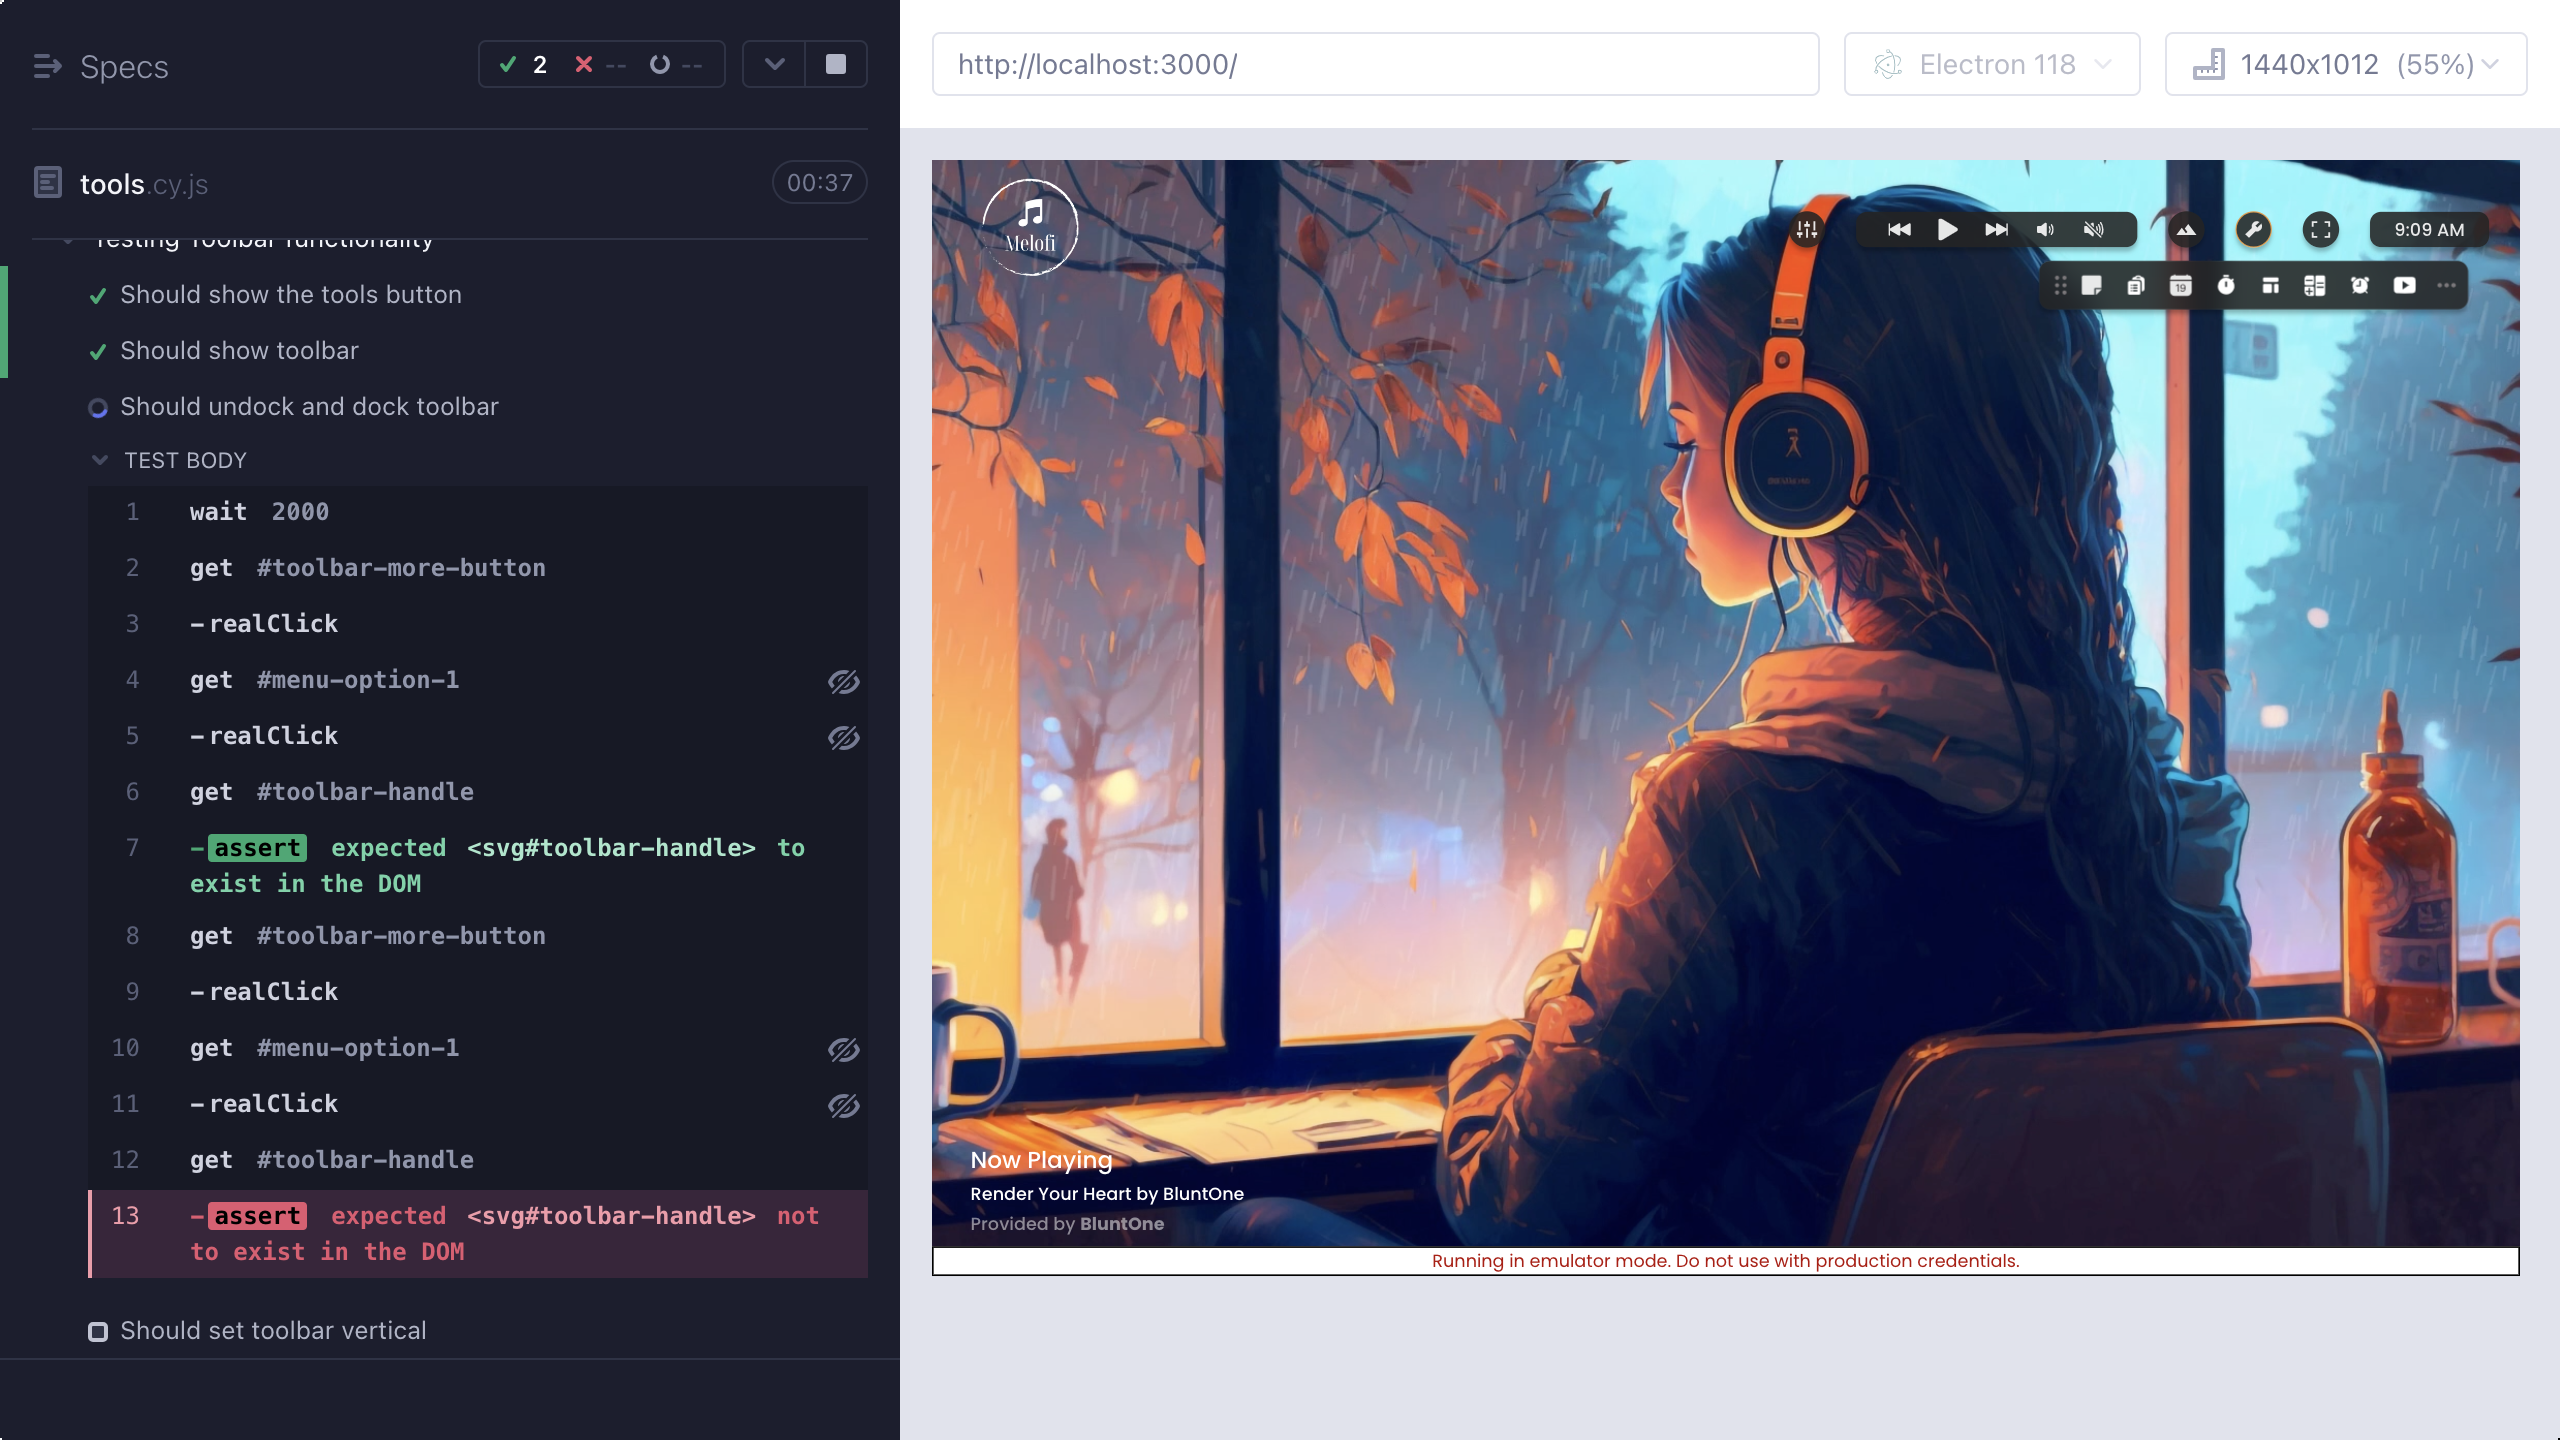 Specs
2
--
--
tools.cy.js
00:37
Testing Toolbar functionality
Should show the tools button
Should show toolbar
Should undock and dock toolbar
TEST BODY
1 wait 2000
2 get #toolbar-more-button
3 -realClick
4 get #menu-option-1
5 -realClick
6 get #toolbar-handle
7 -assert expected <svg#toolbar-handle> to
exist in the DOM
8 get #toolbar-more-button
9 -realClick
10 get #menu-option-1
11 -realClick
12 get #toolbar-handle
13 -assert expected <svg#toolbar-handle> not
to exist in the DOM
Should set toolbar vertical
http://localhost:3000/
Electron 118
1440x1012 (55%)
Melofi
9:09 AM
19
Now Playing
Render Your Heart by BluntOne
Provided by BluntOne
Running in emulator mode. Do not use with production credentials.